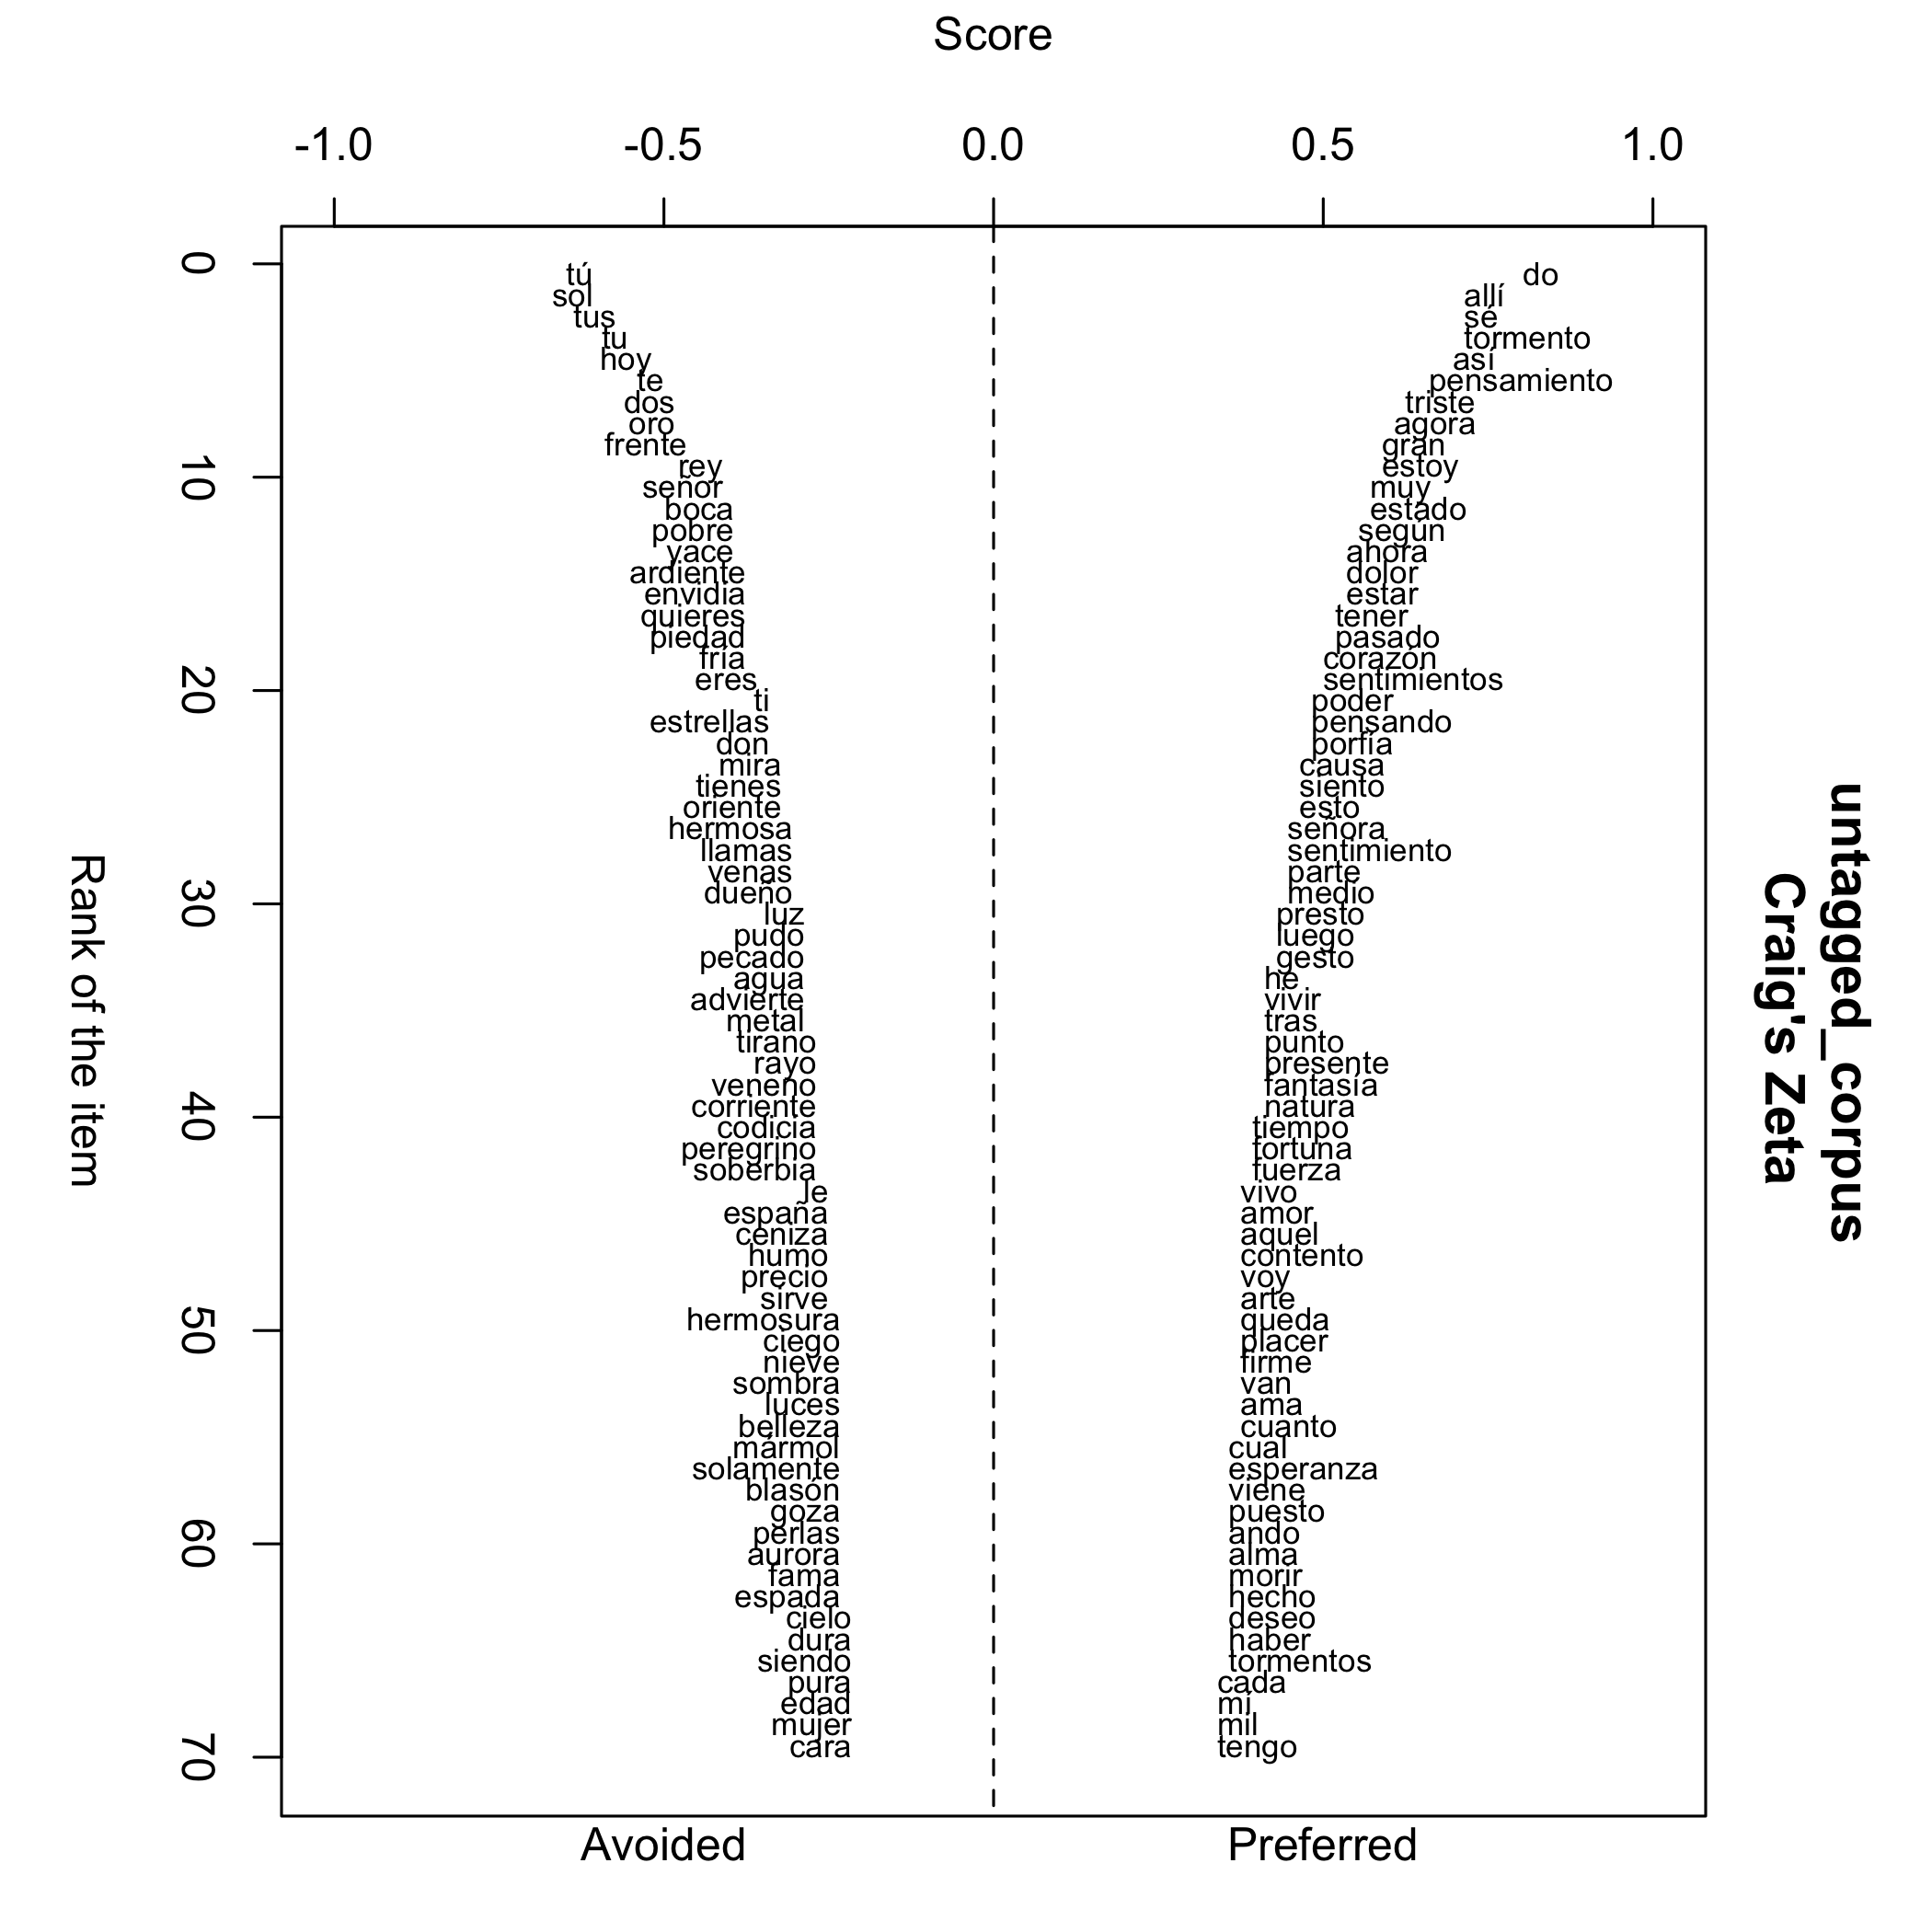 Score
-1.0 -0.5 0.0 0.5 1.0
untagged_corpus
Craig's Zeta
Rank of the item
0
10
20
30
40
50
60
70
tú
sol
tus
tu
hoy
te
dos
oro
frente
rey
señor
boca
pobre
yace
ardiente
envidia
quieres
piedad
fría
eres
ti
estrellas
don
mira
tienes
oriente
hermosa
llamas
venas
dueño
luz
pudo
pecado
agua
advierte
metal
tirano
rayo
veneno
corriente
codicia
peregrino
soberbia
le
españa
ceniza
humo
precio
sirve
hermosura
ciego
nieve
sombra
luces
belleza
mármol
solamente
blasón
goza
perlas
aurora
fama
espada
cielo
dura
siendo
pura
edad
mujer
cara
do
allí
sé
tormento
así
pensamiento
triste
agora
gran
estoy
muy
estado
según
ahora
dolor
estar
tener
pasado
corazón
sentimientos
poder
pensando
porfía
causa
siento
esto
señora
sentimiento
parte
medio
presto
luego
gesto
he
vivir
tras
punto
presente
fantasía
natura
tiempo
fortuna
fuerza
vivo
amor
aquel
contento
voy
arte
queda
placer
firme
van
ama
cuanto
cual
esperanza
viene
puesto
ando
alma
morir
hecho
deseo
haber
tormentos
cada
mí
mil
tengo
Avoided Preferred